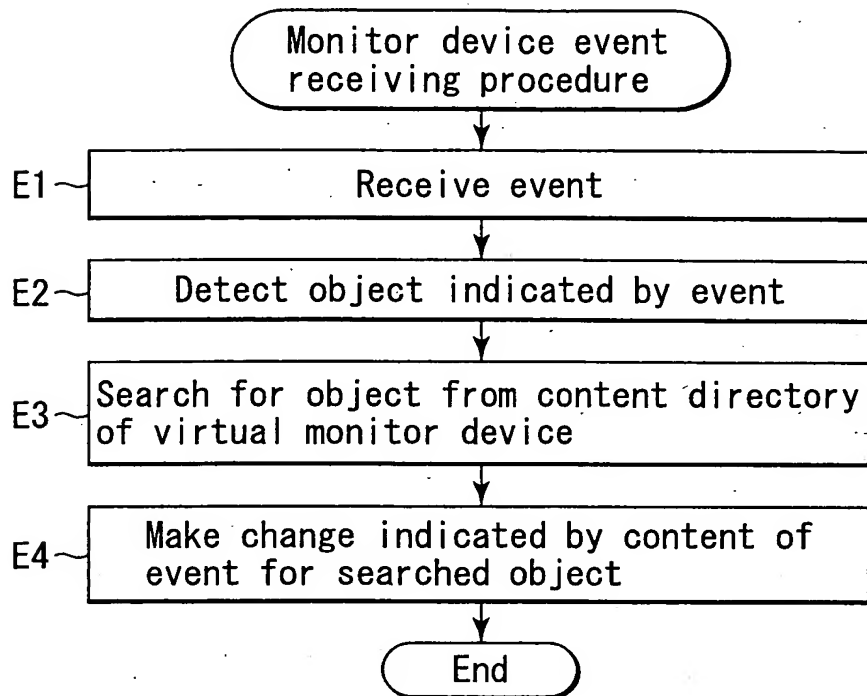 Monitor device event
receiving procedure
E1
Receive event
E2
Detect object indicated by event
E3
Search for object from content directory
of virtual monitor device
E4
Make change indicated by content of
event for searched object
End